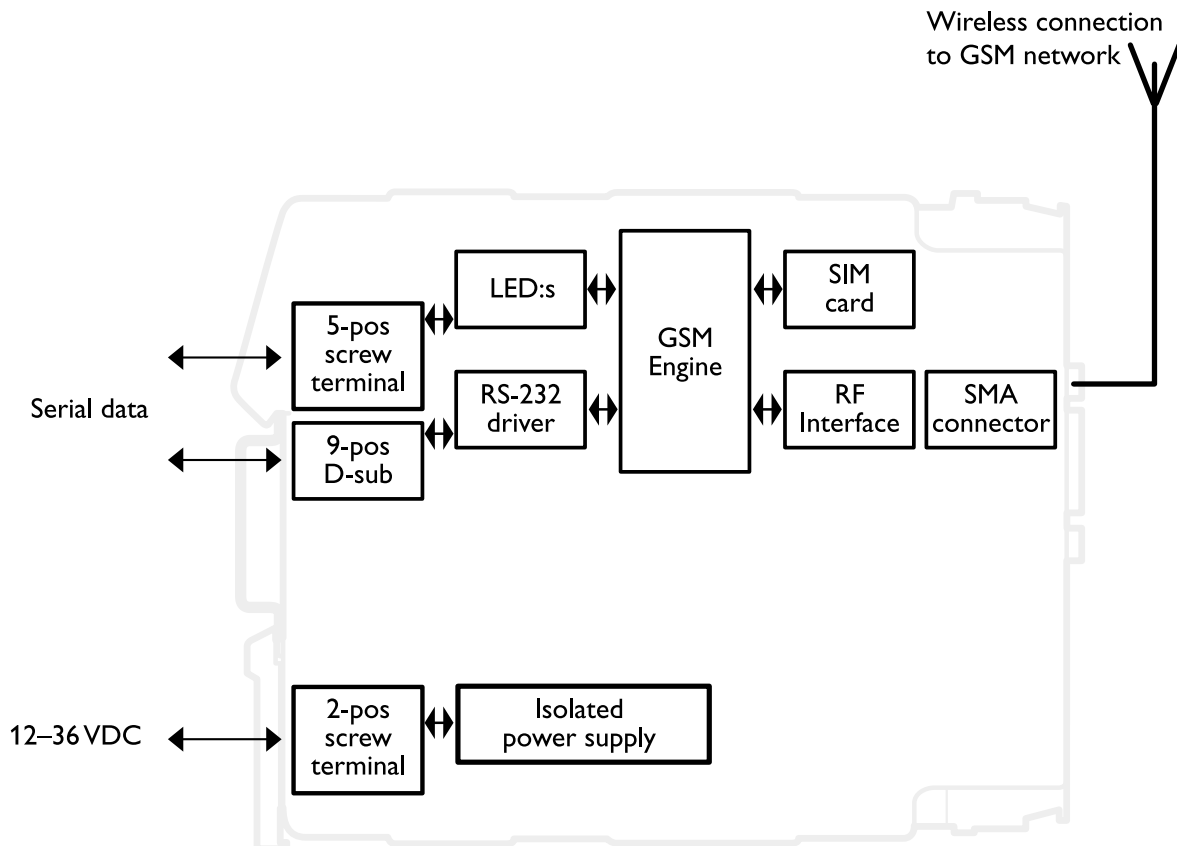 Wireless connection
to GSM network
LED:s
SIM
card
5-pos
screw
terminal
GSM
Engine
Serial data
RS-232
driver
RF
Interface
SMA
connector
9-pos
D-sub
12–36 VDC
2-pos
screw
terminal
Isolated
power supply